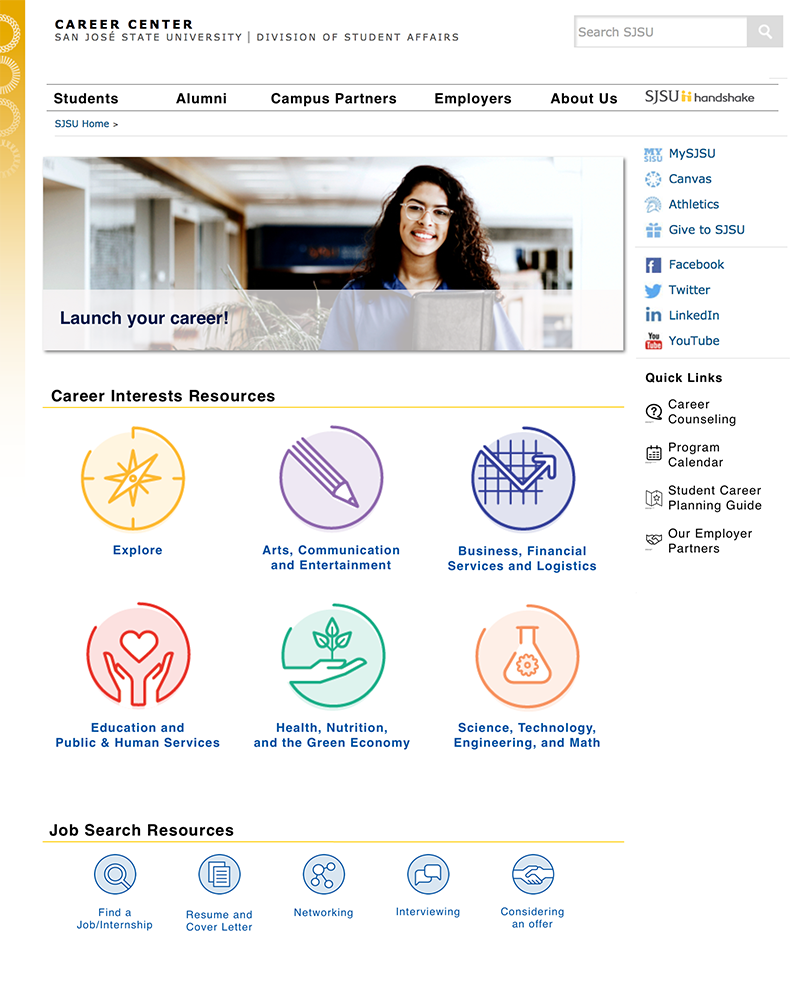 CAREER CENTER
SAN JOSÉ STATE UNIVERSITY | DIVISION OF STUDENT AFFAIRS
Search SJSU
Students
Alumni
Campus Partners
Employers
About Us
SJSU handshake
SJSU Home >
MY SJSU
MySJSU
Canvas
Athletics
Give to SJSU
Facebook
Twitter
LinkedIn
You Tube
YouTube
Launch your career!
Quick Links
Career
Counseling
Program
Calendar
Student Career
Planning Guide
Our Employer
Partners
Career Interests Resources
Explore
Arts, Communication
and Entertainment
Business, Financial
Services and Logistics
Education and
Public & Human Services
Health, Nutrition,
and the Green Economy
Science, Technology,
Engineering, and Math
Job Search Resources
Find a
Job/Internship
Resume and
Cover Letter
Networking
Interviewing
Considering
an offer